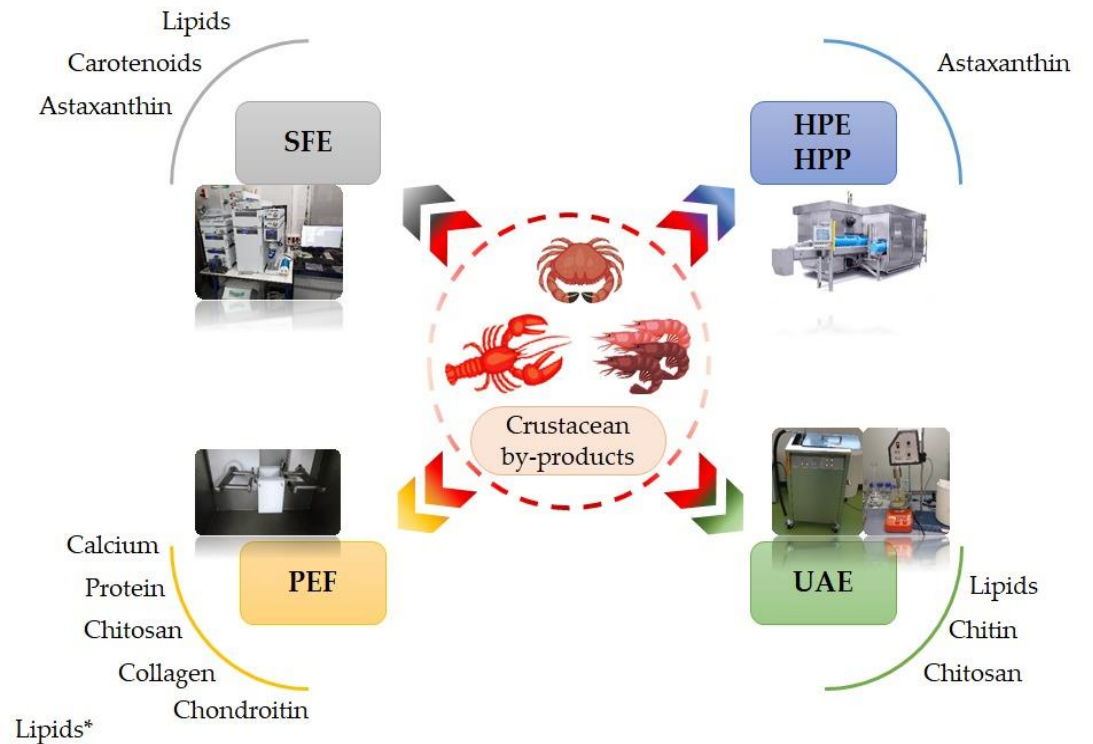 Lipids
Carotenoids
Astaxanthin
SFE
HPE
HPP
Astaxanthin
Crustacean
by-products
Calcium
Protein
Chitosan
Collagen
Chondroitin
Lipids*
PEF
UAE
Lipids
Chitin
Chitosan